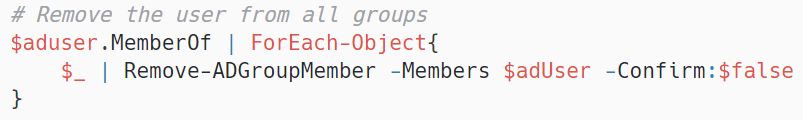 # Remove the user from all groups
$aduser.MemberOf | ForEach-Object{
    $_ | Remove-ADGroupMember -Members $adUser -Confirm:$false
}